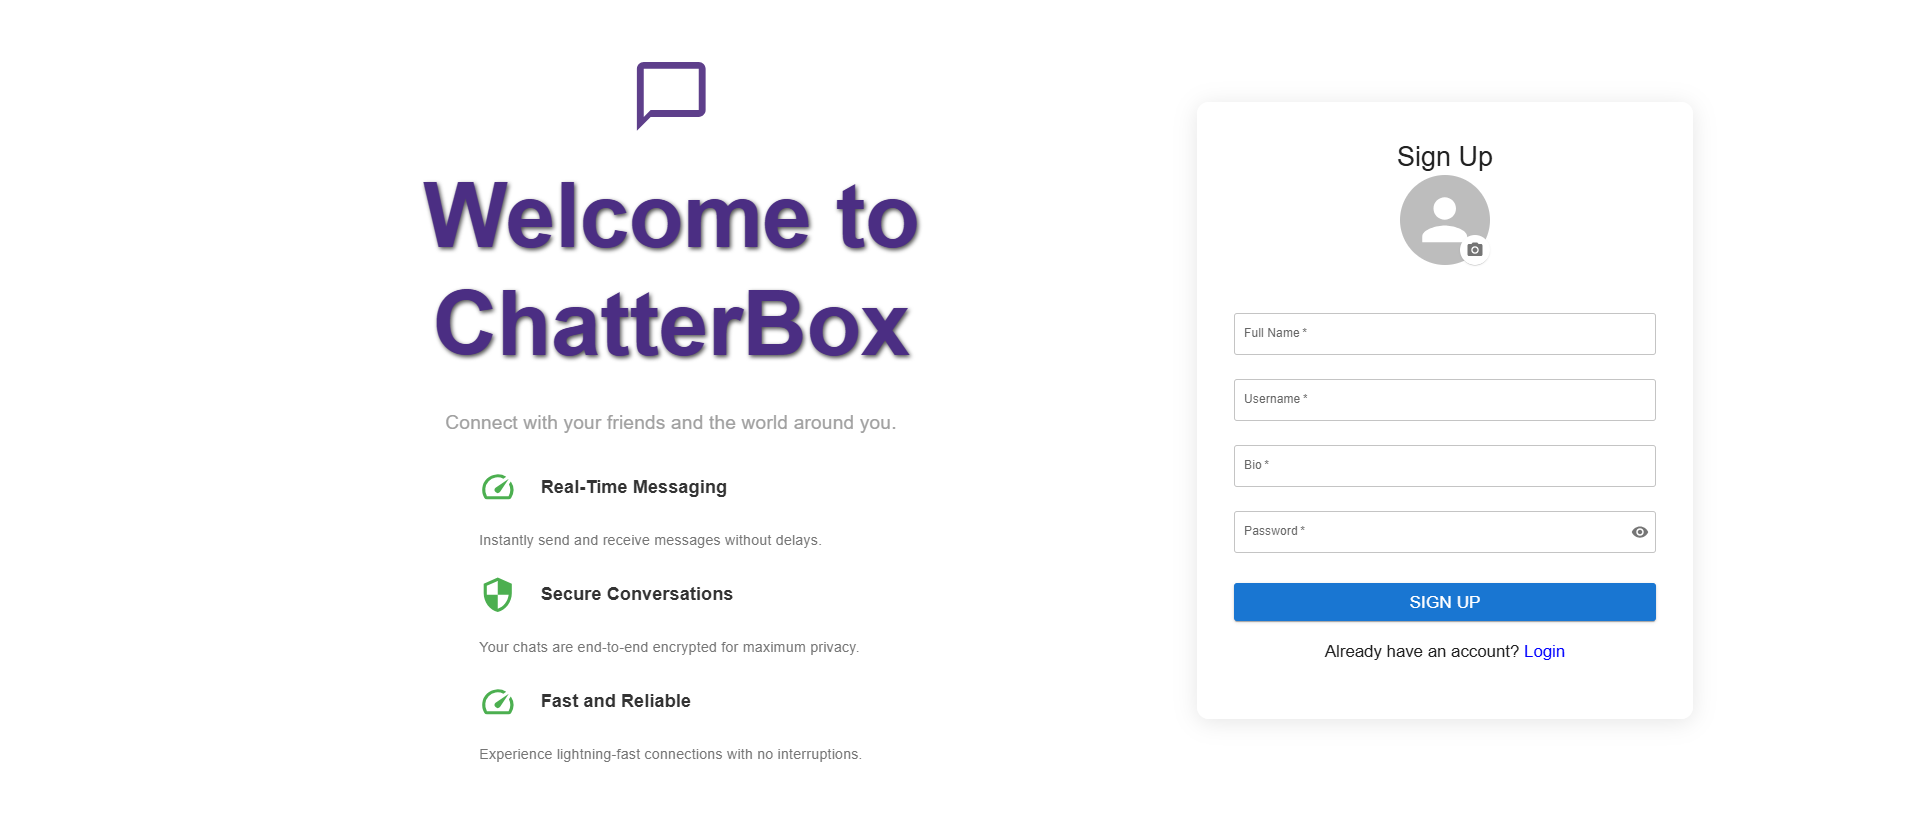 Welcome to
ChatterBox
Connect with your friends and the world around you.
Real-Time Messaging
Instantly send and receive messages without delays.
Secure Conversations
Your chats are end-to-end encrypted for maximum privacy.
Fast and Reliable
Experience lightning-fast connections with no interruptions.
Sign Up
Full Name *
Username *
Bio *
Password *
SIGN UP
Already have an account? Login